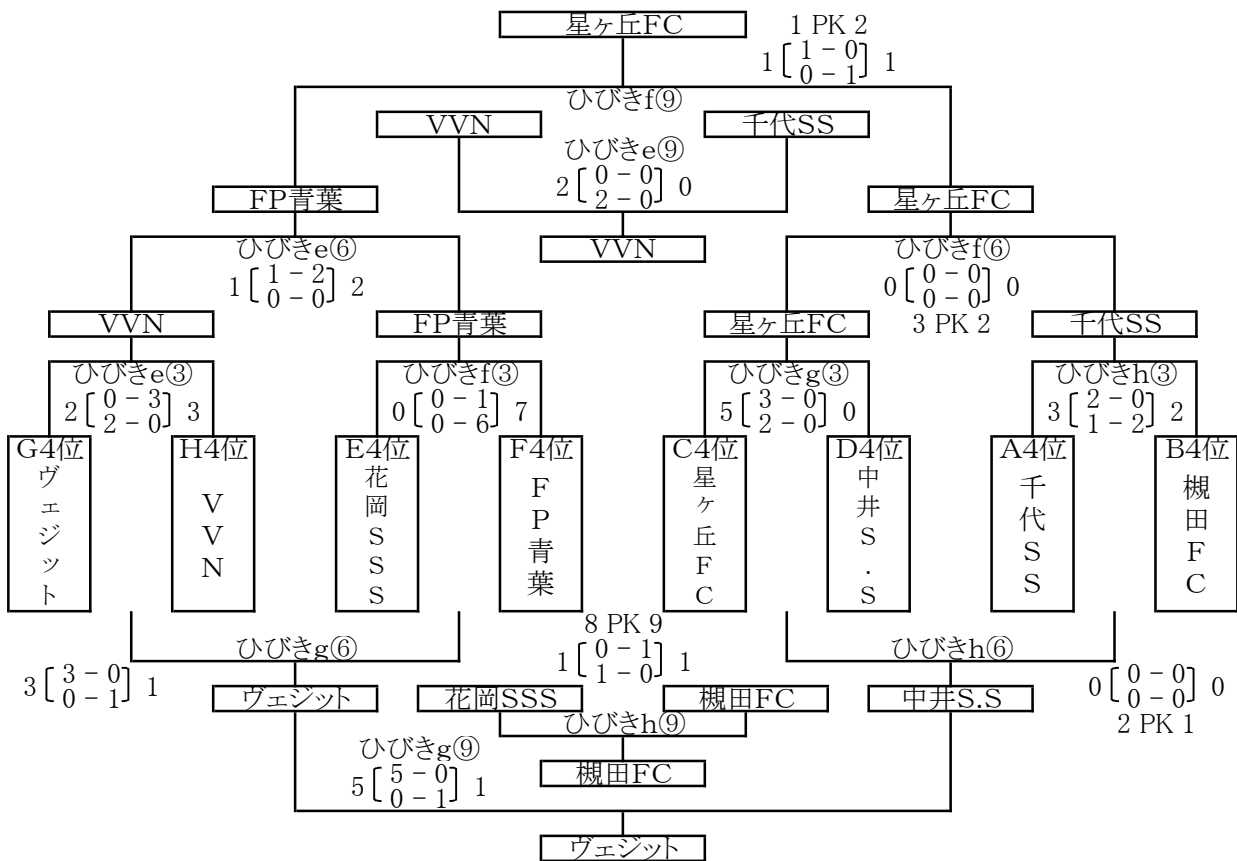 星ヶ丘FC
1 PK 2
1 [ 1 - 0 ] 1
0 - 1
ひびきf⑨
VVN
千代SS
ひびきe⑨
2 [ 0 - 0 ] 0
2 - 0
FP青葉
星ヶ丘FC
VVN
ひびきe⑥
1 [ 1 - 2 ] 2
0 - 0
ひびきf⑥
0 [ 0 - 0 ] 0
0 - 0
3 PK 2
VVN
FP青葉
星ヶ丘FC
千代SS
ひびきe③
2 [ 0 - 3 ] 3
2 - 0
ひびきf③
0 [ 0 - 1 ] 7
0 - 6
ひびきg③
5 [ 3 - 0 ] 0
2 - 0
ひびきh③
3 [ 2 - 0 ] 2
1 - 2
G4位
ヴェジット
H4位
VVN
E4位
花岡SSS
F4位
FP青葉
C4位
星ヶ丘FC
D4位
中井S.S
A4位
千代SS
B4位
槻田FC
ひびきg⑥
3 [ 3 - 0 ] 1
0 - 1
8 PK 9
1 [ 0 - 1 ] 1
1 - 0
ひびきh⑥
0 [ 0 - 0 ] 0
0 - 0
2 PK 1
ヴェジット
花岡SSS
槻田FC
中井S.S
ひびきh⑨
ひびきg⑨
5 [ 5 - 0 ] 1
0 - 1
槻田FC
ヴェジット